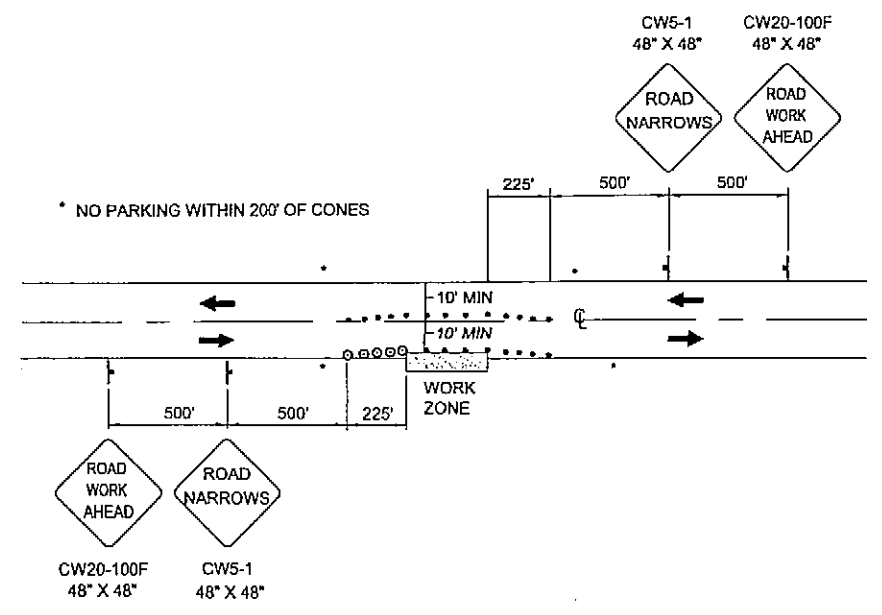 CW5-1
48" X 48"
CW20-100F
48" X 48"
ROAD
NARROWS
ROAD
WORK
AHEAD
225'
500'
500'
* NO PARKING WITHIN 200' OF CONES
10' MIN
10' MIN
℄
WORK
ZONE
500'
500'
225'
ROAD
WORK
AHEAD
ROAD
NARROWS
CW20-100F
48" X 48"
CW5-1
48" X 48"